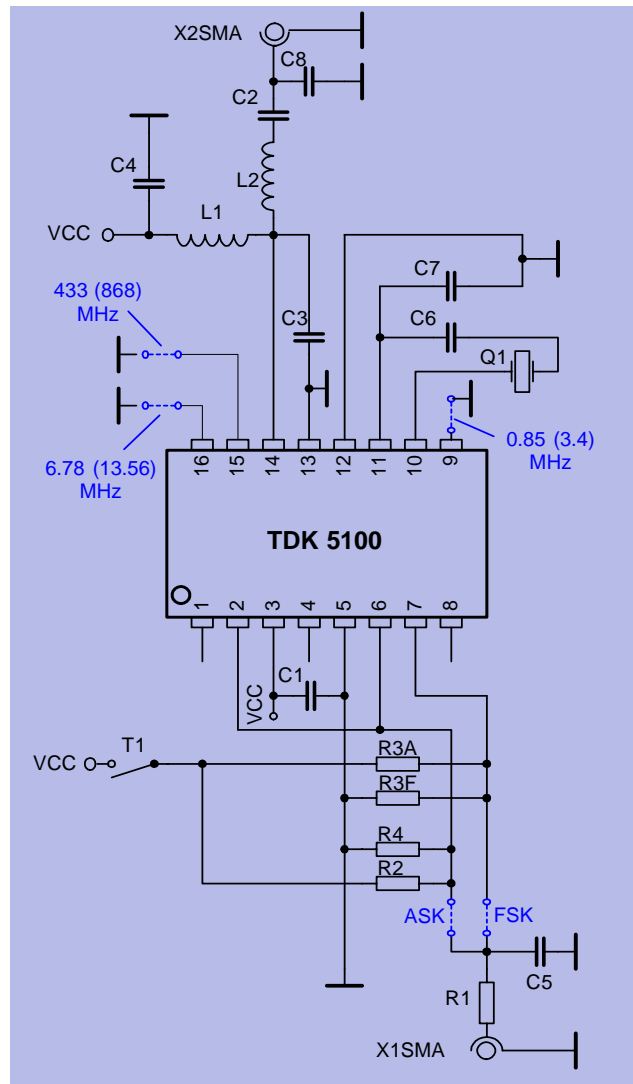 X2SMA
C8
C2
C4
L2
L1
VCC
C7
433 (868)
MHz
C3
C6
Q1
6.78 (13.56)
MHz
0.85 (3.4)
MHz
16 15 14 13 12 11 10 9
TDK 5100
1 2 3 4 5 6 7 8
C1
VCC
T1
VCC
R3A
R3F
R4
R2
ASK
FSK
C5
R1
X1SMA